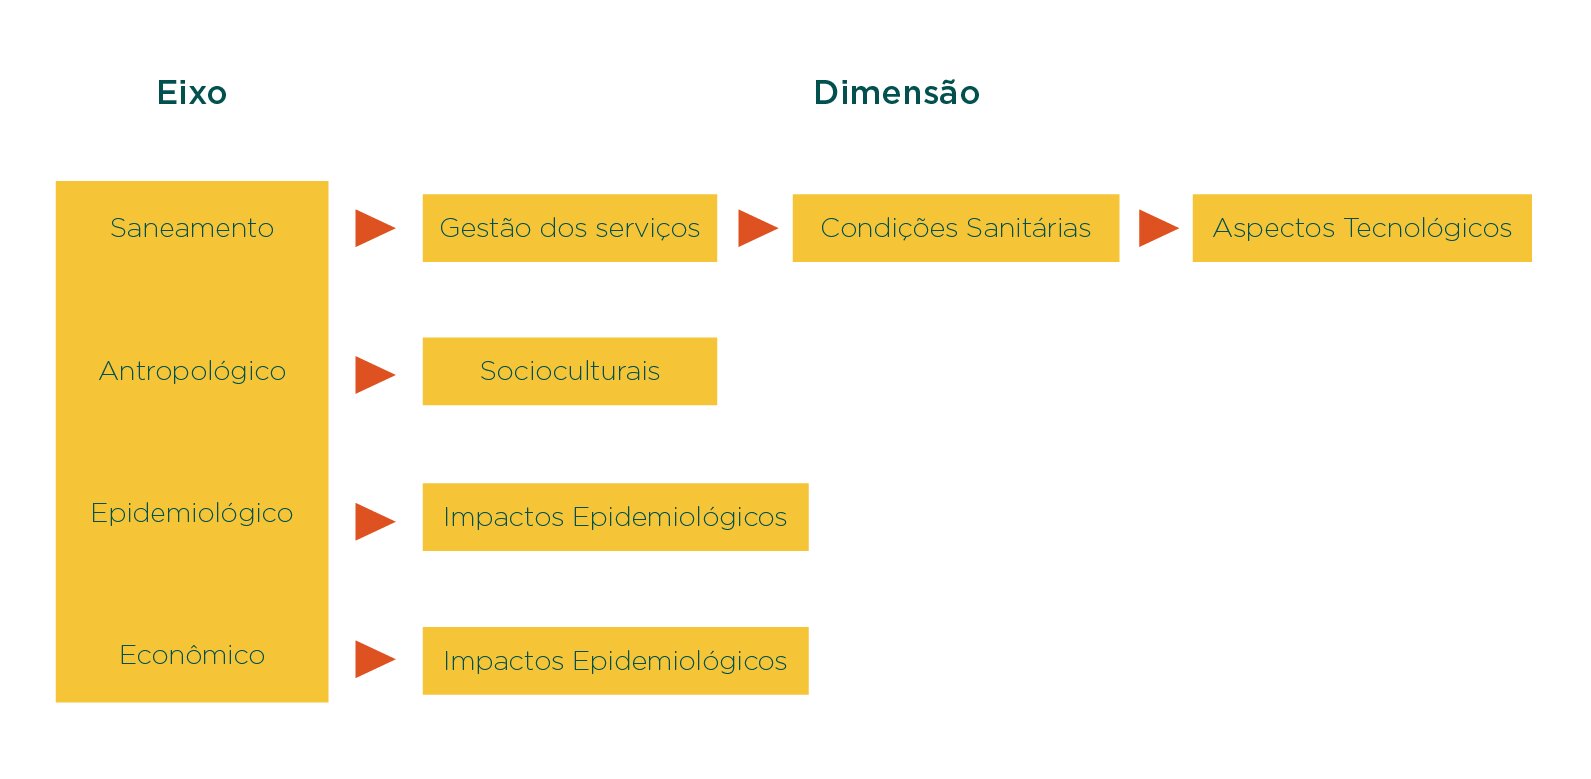 Eixo
Dimensão
Saneamento
Gestão dos serviços
Condições Sanitárias
Aspectos Tecnológicos
Antropológico
Socioculturais
Epidemiológico
Impactos Epidemiológicos
Econômico
Impactos Epidemiológicos